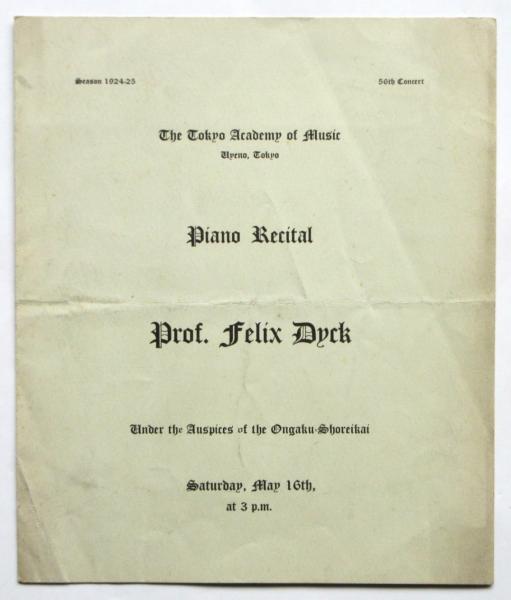 Season 1924-25
56th Concert
The Tokyo Academy of Music
Uyeno, Tokyo
Piano Recital
Prof. Felix Dyck
Under the Auspices of the Ongaku-Shoreikai
Saturday, May 16th,
at 3 p.m.